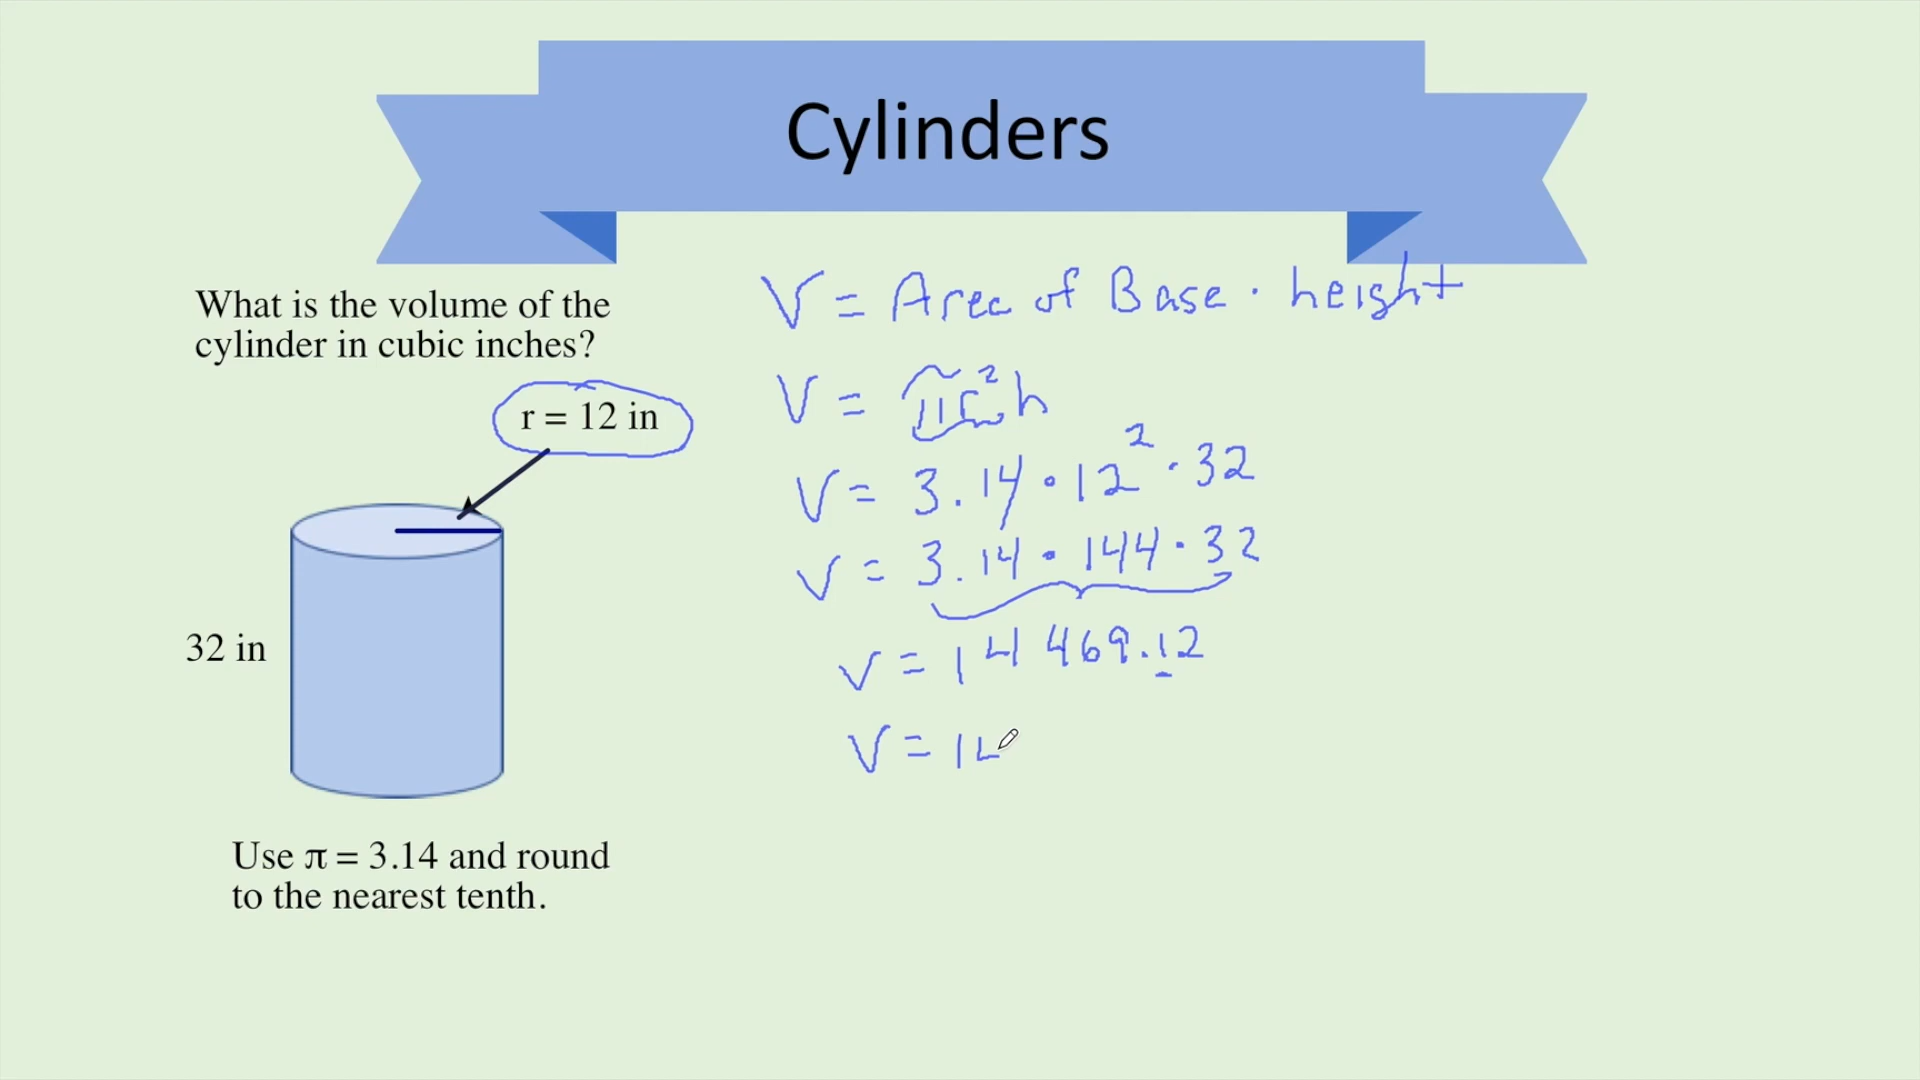 Cylinders
What is the volume of the
cylinder in cubic inches?
r = 12 in
32 in
Use π = 3.14 and round
to the nearest tenth.
V = Area of Base · height
V = πr²h
V = 3.14 · 12² · 32
V = 3.14 · 144 · 32
V = 14 469.12
V = 14